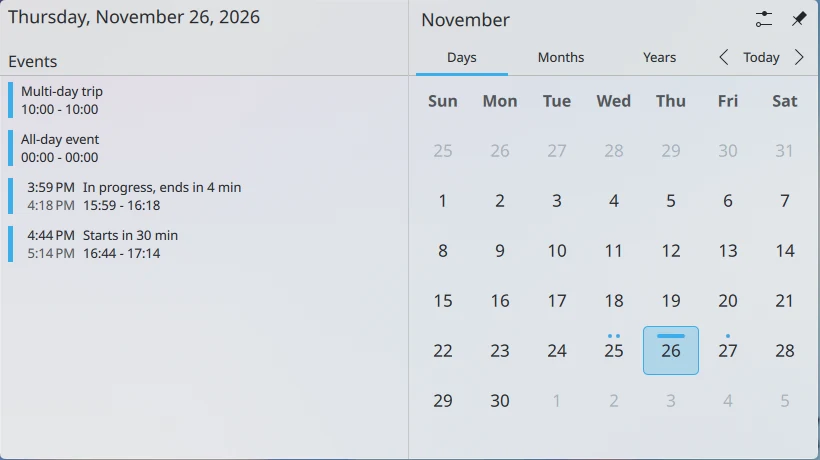 Thursday, November 26, 2026
Events
Multi-day trip
10:00 - 10:00
All-day event
00:00 - 00:00
3:59 PM In progress, ends in 4 min
4:18 PM 15:59 - 16:18
4:44 PM Starts in 30 min
5:14 PM 16:44 - 17:14
November
Days Months Years Today
Sun Mon Tue Wed Thu Fri Sat
25 26 27 28 29 30 31
1 2 3 4 5 6 7
8 9 10 11 12 13 14
15 16 17 18 19 20 21
22 23 24 25 26 27 28
29 30 1 2 3 4 5